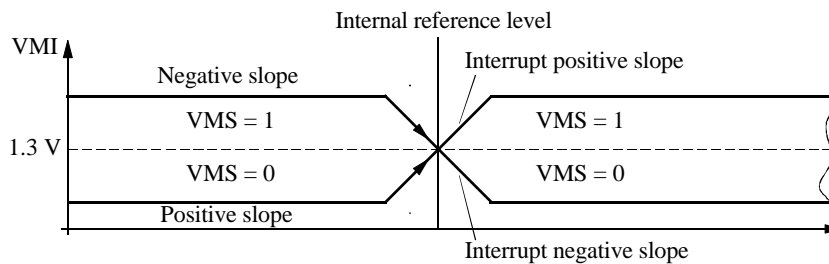 Internal reference level
VMI
Negative slope
Interrupt positive slope
VMS = 1
VMS = 1
1.3 V
VMS = 0
VMS = 0
Positive slope
Interrupt negative slope